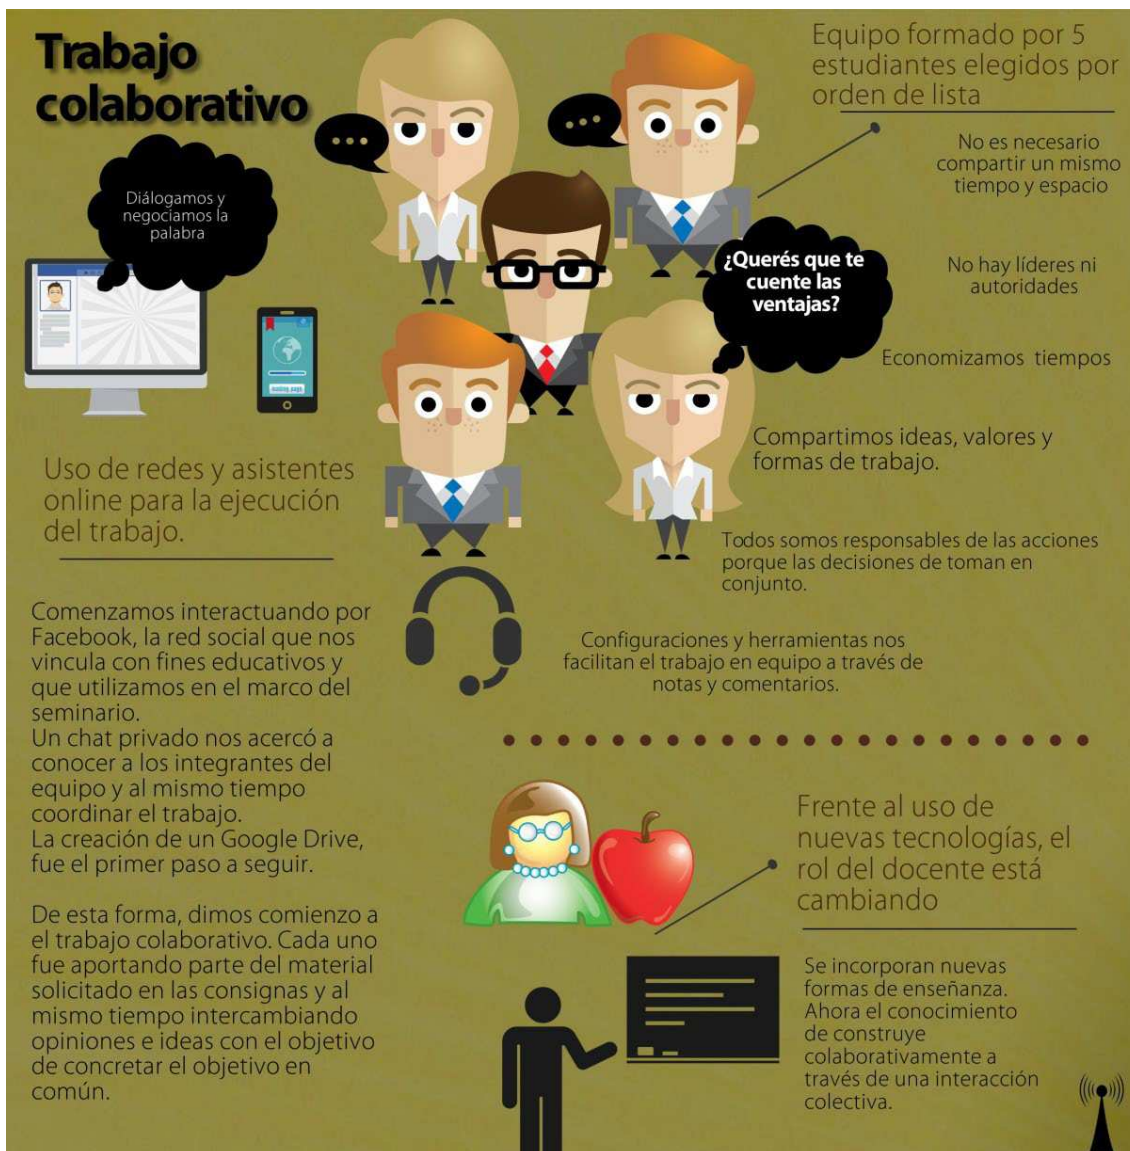 Trabajo
colaborativo
Diálogamos y
negociamos la
palabra
Uso de redes y asistentes
online para la ejecución
del trabajo.
Comenzamos interactuando por
Facebook, la red social que nos
vincula con fines educativos y
que utilizamos en el marco del
seminario.
Un chat privado nos acercó a
conocer a los integrantes del
equipo y al mismo tiempo
coordinar el trabajo.
La creación de un Google Drive,
fue el primer paso a seguir.
De esta forma, dimos comienzo a
el trabajo colaborativo. Cada uno
fue aportando parte del material
solicitado en las consignas y al
mismo tiempo intercambiando
opiniones e ideas con el objetivo
de concretar el objetivo en
común.
Equipo formado por 5
estudiantes elegidos por
orden de lista
No es necesario
compartir un mismo
tiempo y espacio
¿Querés que te
cuente las
ventajas?
No hay líderes ni
autoridades
Economizamos tiempos
Compartimos ideas, valores y
formas de trabajo.
Todos somos responsables de las acciones
porque las decisiones de toman en
conjunto.
Configuraciones y herramientas nos
facilitan el trabajo en equipo a través de
notas y comentarios.
Frente al uso de
nuevas tecnologías, el
rol del docente está
cambiando
Se incorporan nuevas
formas de enseñanza.
Ahora el conocimiento
de construye
colaborativamente a
través de una interacción
colectiva.